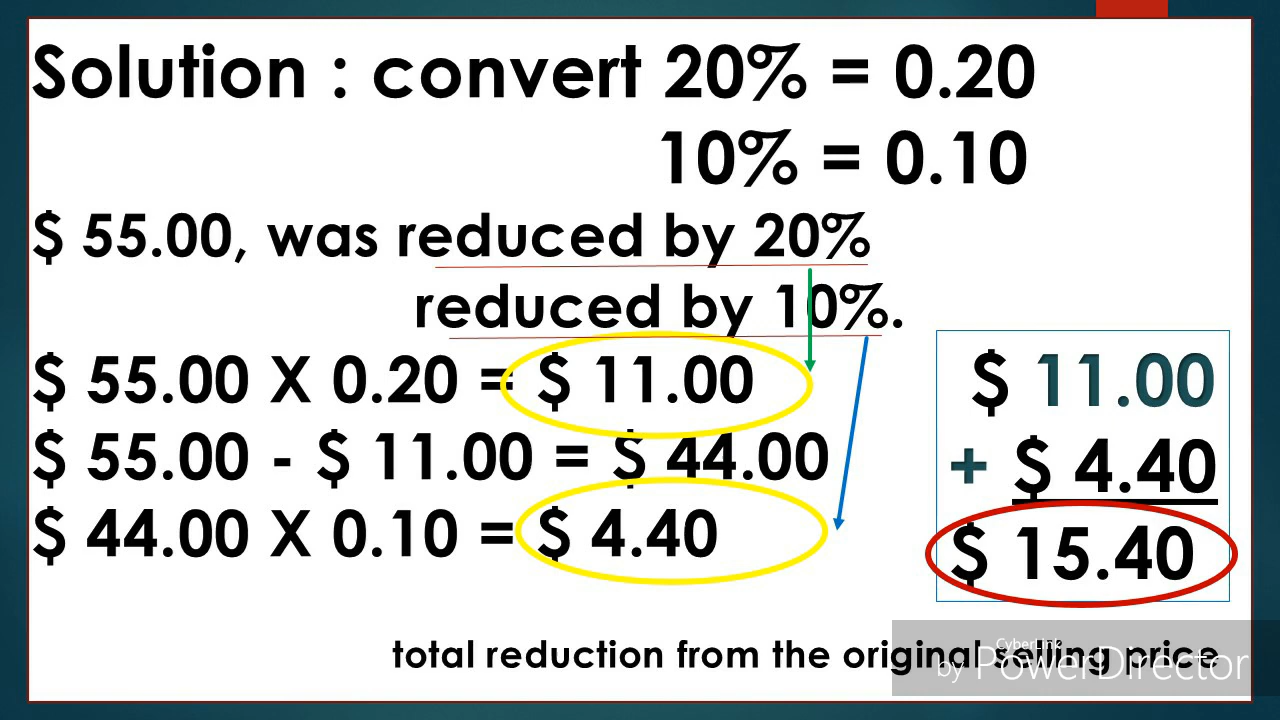 Solution : convert 20% = 0.20
10% = 0.10
$ 55.00, was reduced by 20%
reduced by 10%.
$ 55.00 X 0.20 = $ 11.00
$ 55.00 - $ 11.00 = $ 44.00
$ 44.00 X 0.10 = $ 4.40
$ 11.00
+ $ 4.40
$ 15.40
total reduction from the original selling price
CyberLink
by PowerDirector